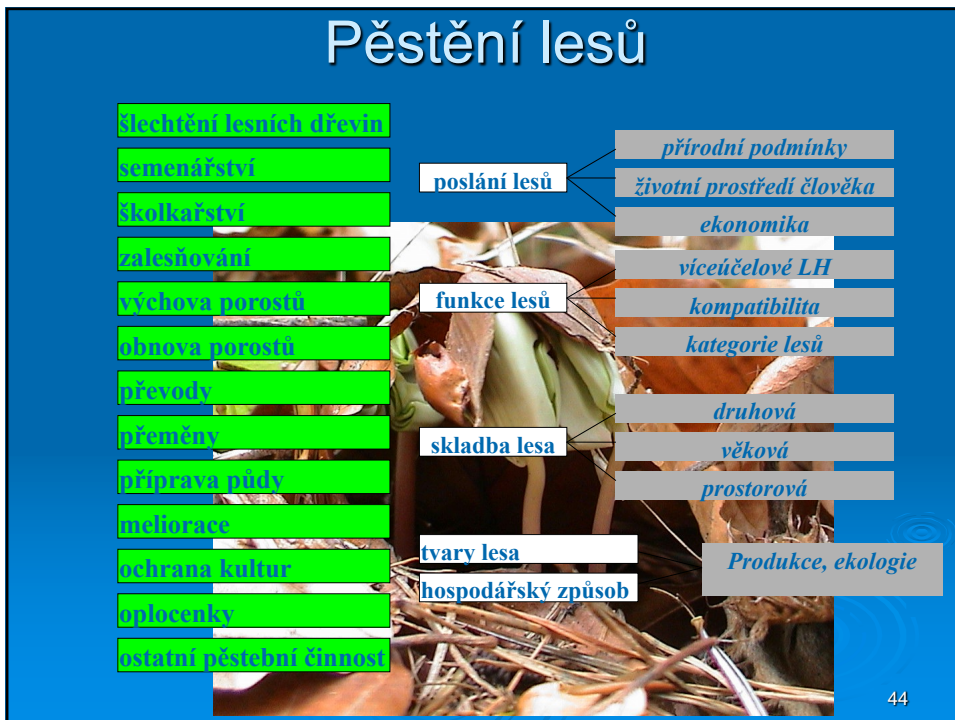 Pěstění lesů
šlechtění lesních dřevin
semenářství
školkařství
zalesňování
výchova porostů
obnova porostů
převody
přeměny
příprava půdy
meliorace
ochrana kultur
oplocenky
ostatní pěstební činnost
poslání lesů
přírodní podmínky
životní prostředí člověka
ekonomika
funkce lesů
víceúčelové LH
kompatibilita
kategorie lesů
skladba lesa
druhová
věková
prostorová
tvary lesa
hospodářský způsob
Produkce, ekologie
44